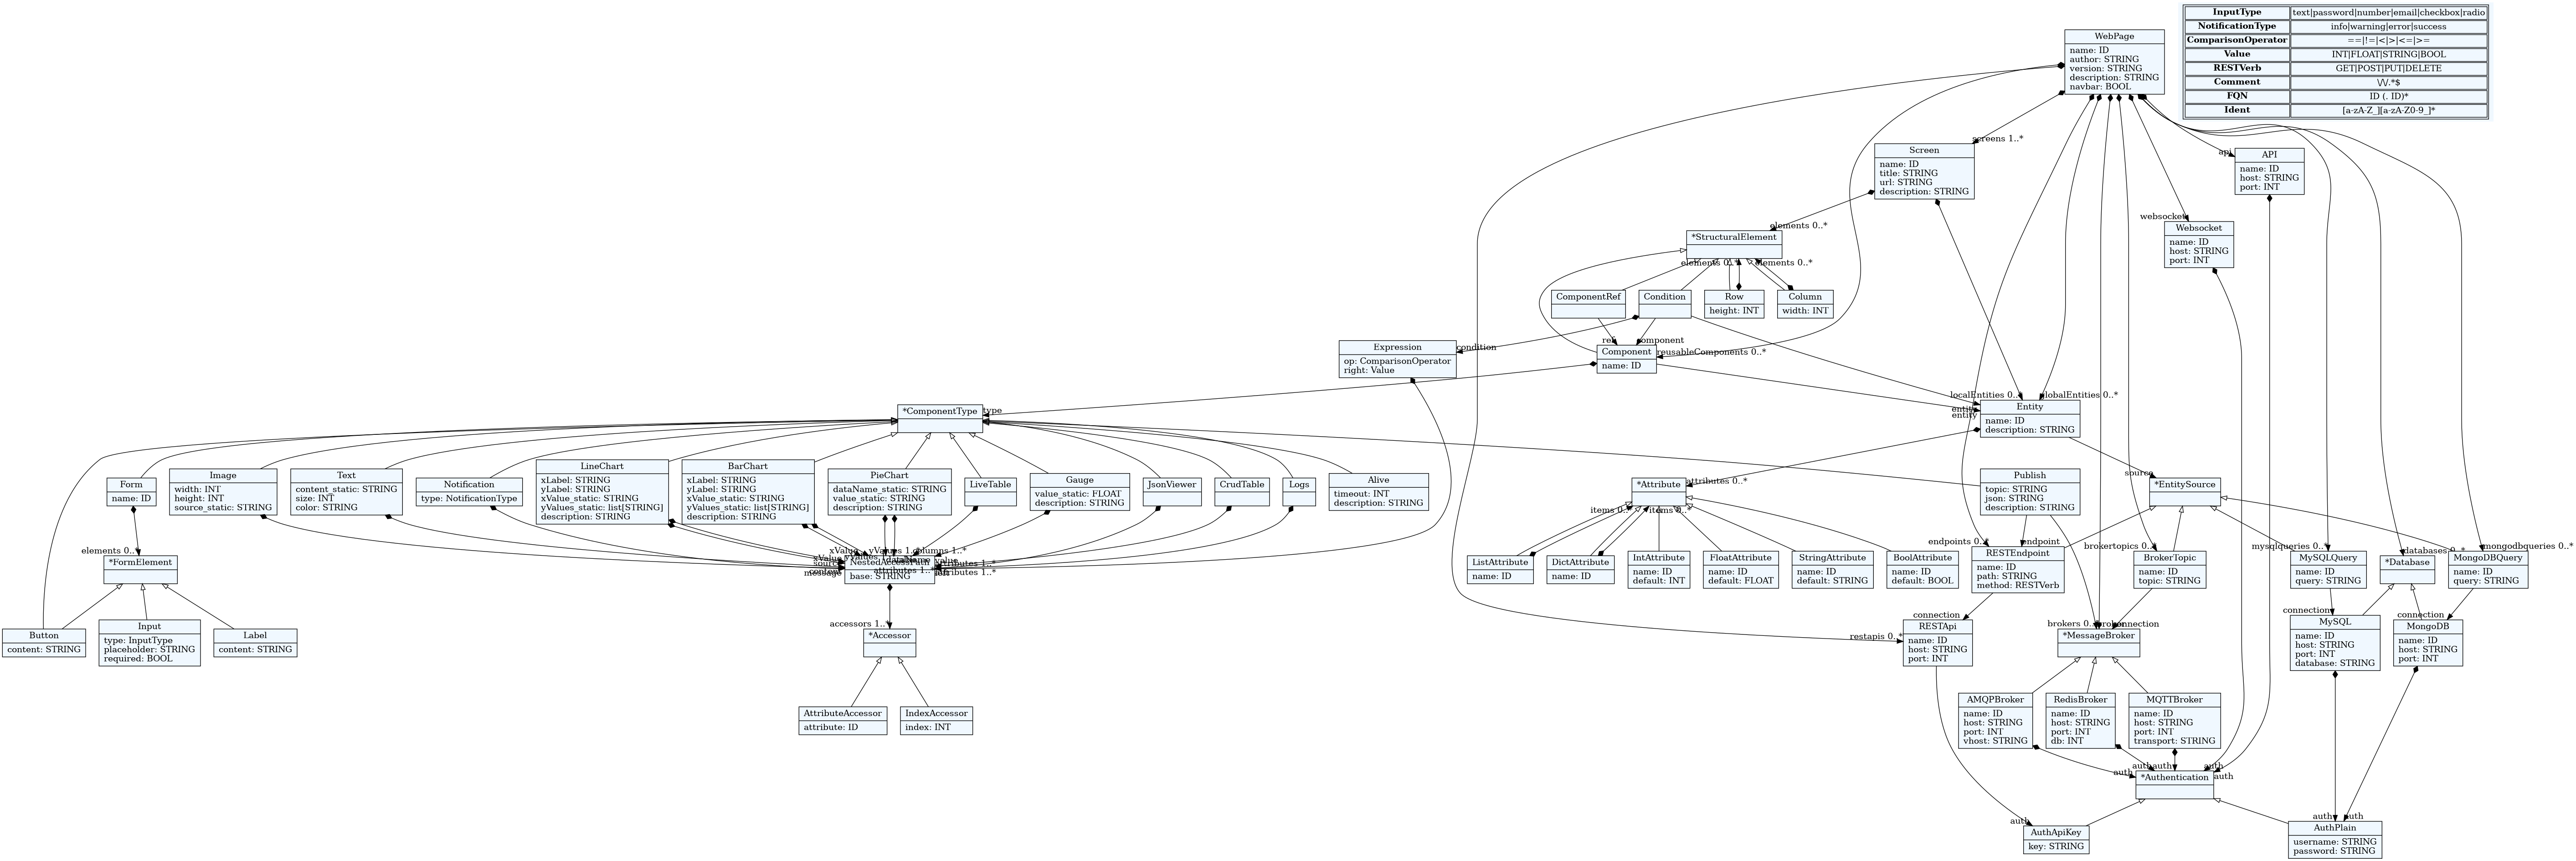 InputType text|password|number|email|checkbox|radio
NotificationType info|warning|error|success
ComparisonOperator ==|!=|<|>|<=|>=
Value INT|FLOAT|STRING|BOOL
RESTVerb GET|POST|PUT|DELETE
Comment \/\/.*$
FQN ID (. ID)*
Ident [a-zA-Z_][a-zA-Z0-9_]*
WebPage
name: ID
author: STRING
version: STRING
description: STRING
navbar: BOOL
screens 1..*
Screen
name: ID
title: STRING
url: STRING
description: STRING
api
API
name: ID
host: STRING
port: INT
websocket
Websocket
name: ID
host: STRING
port: INT
elements 0..*
*StructuralElement
elements 0..*
elements 0..*
ComponentRef
Condition
Row
height: INT
Column
width: INT
condition
Expression
op: ComparisonOperator
right: Value
ref
component
Component
name: ID
reusableComponents 0..*
localEntities 0..*
globalEntities 0..*
entity
entity
Entity
name: ID
description: STRING
*ComponentType
type
Form
name: ID
Image
width: INT
height: INT
source_static: STRING
Text
content_static: STRING
size: INT
color: STRING
Notification
type: NotificationType
LineChart
xLabel: STRING
yLabel: STRING
xValue_static: STRING
yValues_static: list[STRING]
description: STRING
BarChart
xLabel: STRING
yLabel: STRING
xValue_static: STRING
yValues_static: list[STRING]
description: STRING
PieChart
dataName_static: STRING
value_static: STRING
description: STRING
LiveTable
Gauge
value_static: FLOAT
description: STRING
JsonViewer
CrudTable
Logs
Alive
timeout: INT
description: STRING
attributes 0..*
*Attribute
items 0..*
items 0..*
Publish
topic: STRING
json: STRING
description: STRING
source
*EntitySource
elements 0..*
*FormElement
xValue
message
NestedAccessPath
base: STRING
ListAttribute
name: ID
DictAttribute
name: ID
IntAttribute
name: ID
default: INT
FloatAttribute
name: ID
default: FLOAT
StringAttribute
name: ID
default: STRING
BoolAttribute
name: ID
default: BOOL
endpoints 0..*
endpoint
RESTEndpoint
name: ID
path: STRING
method: RESTVerb
brokertopics 0..*
BrokerTopic
name: ID
topic: STRING
mysqlqueries 0..*
MySQLQuery
name: ID
query: STRING
databases 0..*
*Database
mongodbqueries 0..*
MongoDBQuery
name: ID
query: STRING
Button
content: STRING
Input
type: InputType
placeholder: STRING
required: BOOL
Label
content: STRING
accessors 1..*
*Accessor
AttributeAccessor
attribute: ID
IndexAccessor
index: INT
connection
restapis 0..*
RESTApi
name: ID
host: STRING
port: INT
brokers 0..*
broker
connection
*MessageBroker
connection
MySQL
name: ID
host: STRING
port: INT
database: STRING
connection
MongoDB
name: ID
host: STRING
port: INT
AMQPBroker
name: ID
host: STRING
port: INT
vhost: STRING
RedisBroker
name: ID
host: STRING
port: INT
db: INT
MQTTBroker
name: ID
host: STRING
port: INT
transport: STRING
auth
auth
auth
auth
auth
*Authentication
auth
AuthApiKey
key: STRING
auth
auth
AuthPlain
username: STRING
password: STRING